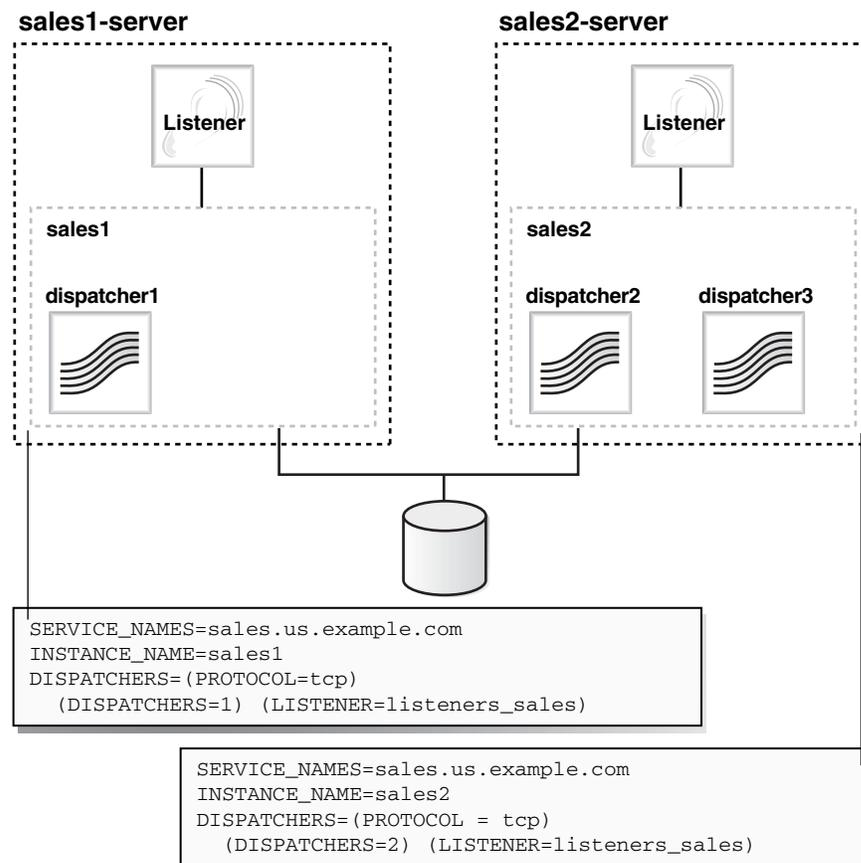 sales1-server
sales2-server
Listener
Listener
sales1
sales2
dispatcher1
dispatcher2
dispatcher3
SERVICE_NAMES=sales.us.example.com
INSTANCE_NAME=sales1
DISPATCHERS=(PROTOCOL=tcp)
(DISPATCHERS=1) (LISTENER=listeners_sales)
SERVICE_NAMES=sales.us.example.com
INSTANCE_NAME=sales2
DISPATCHERS=(PROTOCOL = tcp)
(DISPATCHERS=2) (LISTENER=listeners_sales)